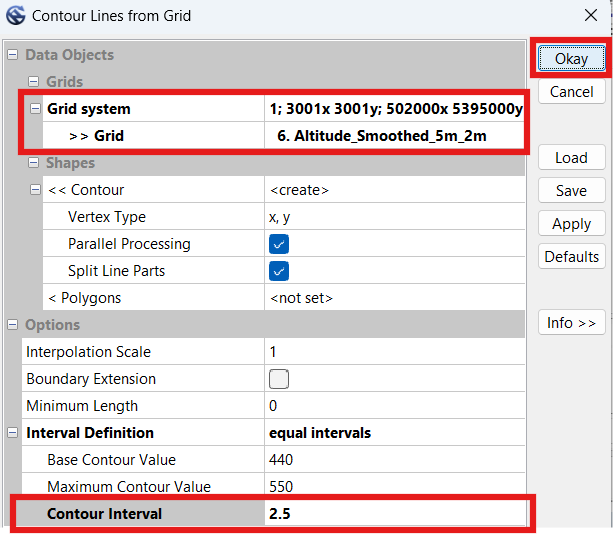 Contour Lines from Grid
Data Objects
Grids
Grid system 1; 3001x 3001y; 502000x 5395000y
>> Grid 6. Altitude_Smoothed_5m_2m
Shapes
<< Contour <create>
Vertex Type x, y
Parallel Processing
Split Line Parts
< Polygons <not set>
Options
Interpolation Scale 1
Boundary Extension
Minimum Length 0
Interval Definition equal intervals
Base Contour Value 440
Maximum Contour Value 550
Contour Interval 2.5
Okay
Cancel
Load
Save
Apply
Defaults
Info >>